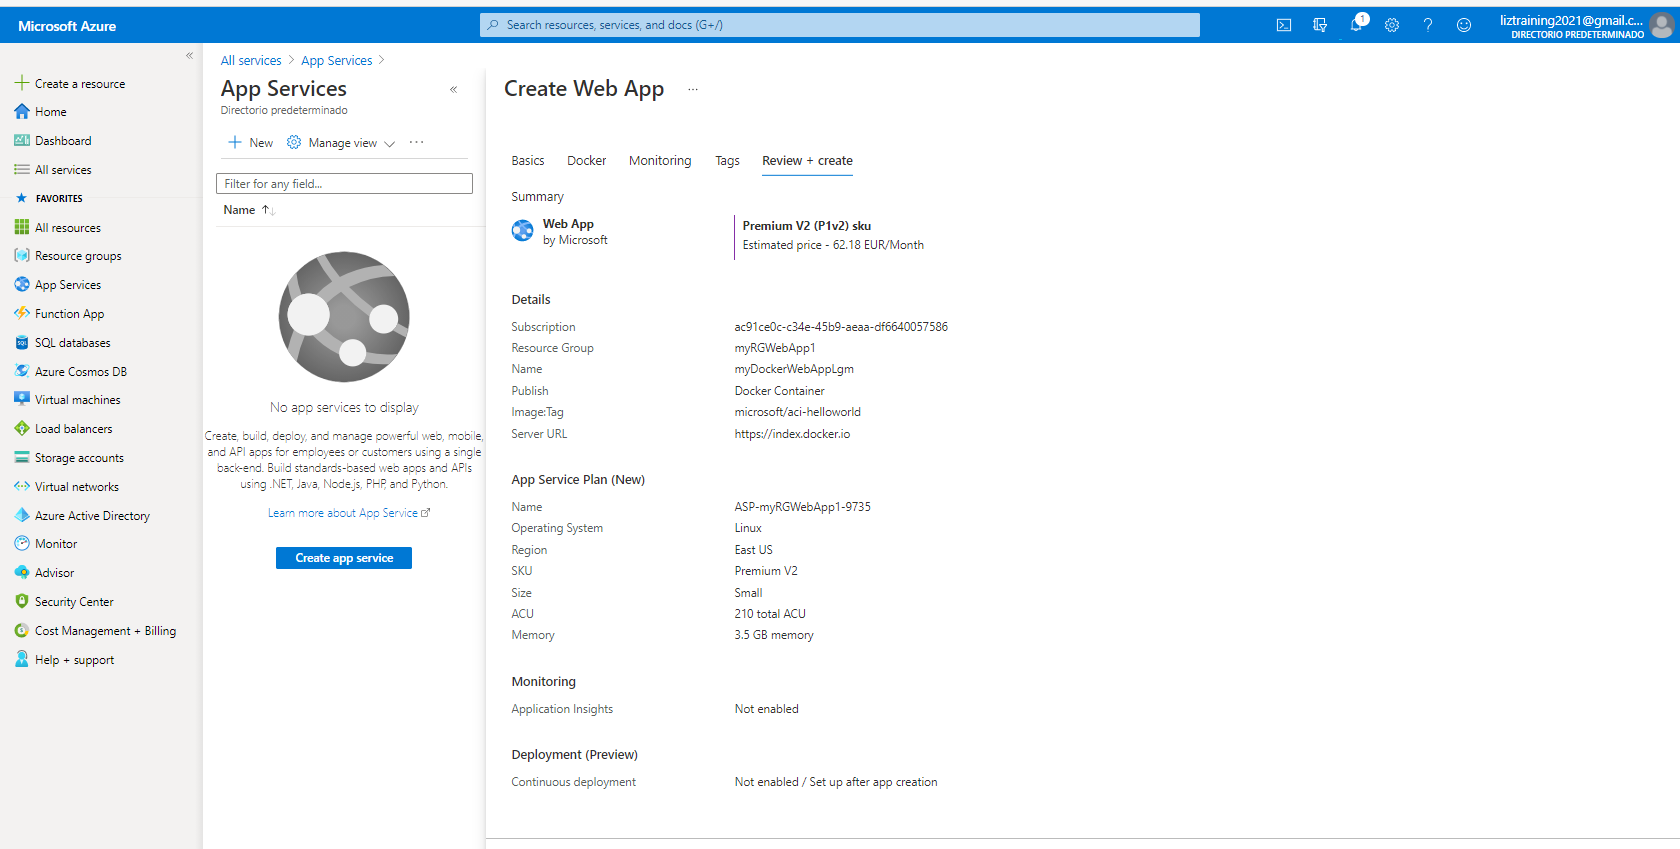 Microsoft Azure
Search resources, services, and docs (G+/)
1
liztraining2021@gmail.c...
DIRECTORIO PREDETERMINADO
«
Create a resource
Home
Dashboard
All services
FAVORITES
All resources
Resource groups
App Services
Function App
SQL databases
Azure Cosmos DB
Virtual machines
Load balancers
Storage accounts
Virtual networks
Azure Active Directory
Monitor
Advisor
Security Center
Cost Management + Billing
Help + support
All services > App Services >
App Services
«
Directorio predeterminado
New
Manage view
...
Filter for any field...
Name ↑↓
No app services to display
Create, build, deploy, and manage powerful web, mobile,
and API apps for employees or customers using a single
back-end. Build standards-based web apps and APIs
using .NET, Java, Node.js, PHP, and Python.
Learn more about App Service
Create app service
Create Web App ...
Basics Docker Monitoring Tags Review + create
Summary
Web App
by Microsoft
Premium V2 (P1v2) sku
Estimated price - 62.18 EUR/Month
Details
Subscription ac91ce0c-c34e-45b9-aeaa-df6640057586
Resource Group myRGWebApp1
Name myDockerWebAppLgm
Publish Docker Container
Image:Tag microsoft/aci-helloworld
Server URL https://index.docker.io
App Service Plan (New)
Name ASP-myRGWebApp1-9735
Operating System Linux
Region East US
SKU Premium V2
Size Small
ACU 210 total ACU
Memory 3.5 GB memory
Monitoring
Application Insights Not enabled
Deployment (Preview)
Continuous deployment Not enabled / Set up after app creation